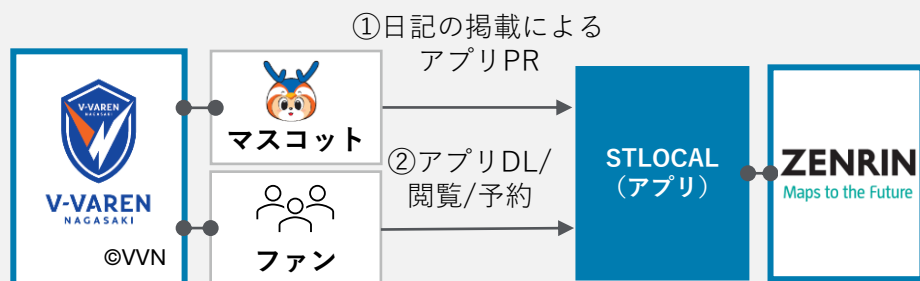 ①日記の掲載による
アプリPR
V-VAREN
NAGASAKI
V-VAREN
NAGASAKI
©VVN
マスコット
②アプリDL/
閲覧/予約
ファン
STLOCAL
（アプリ）
ZENRIN
Maps to the Future